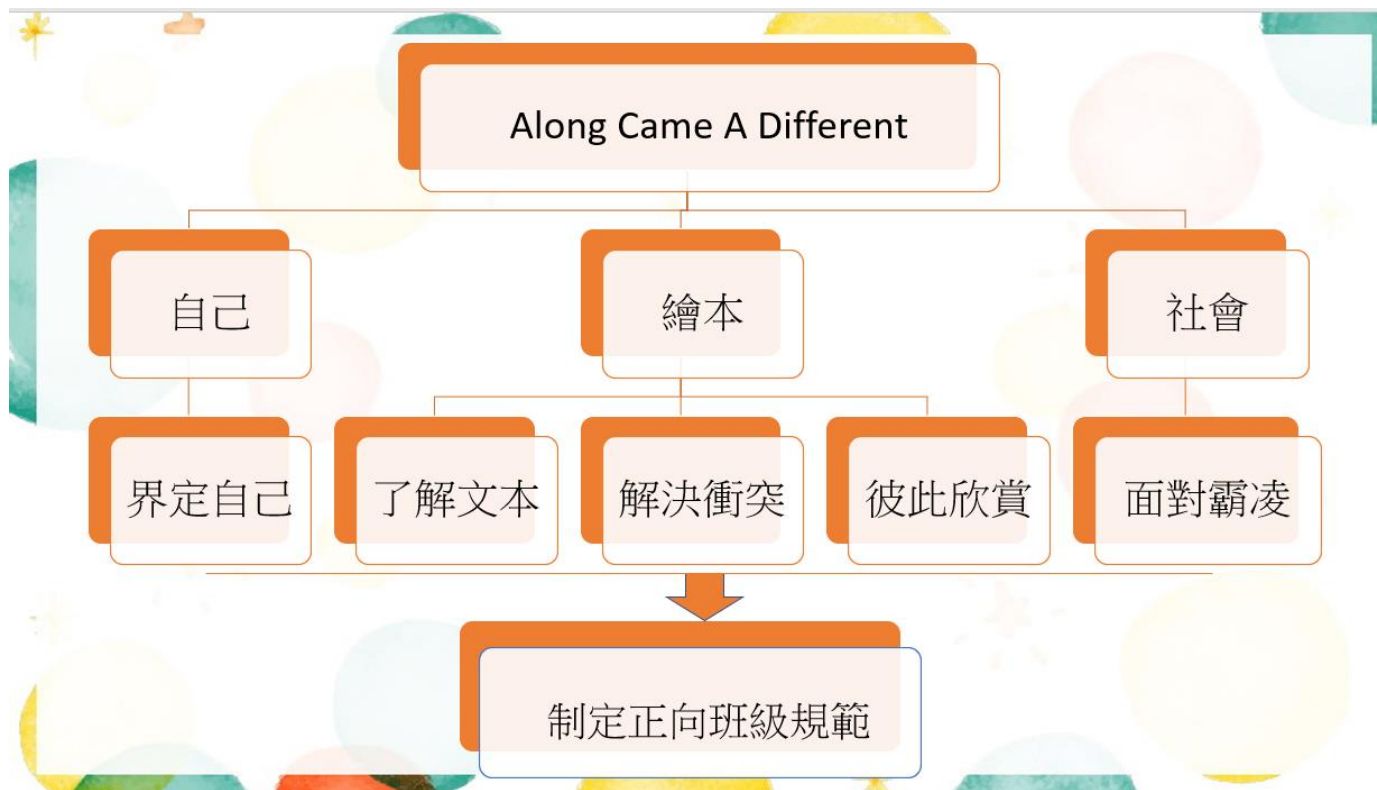 Along Came A Different
自己
繪本
社會
界定自己
了解文本
解決衝突
彼此欣賞
面對霸凌
制定正向班級規範